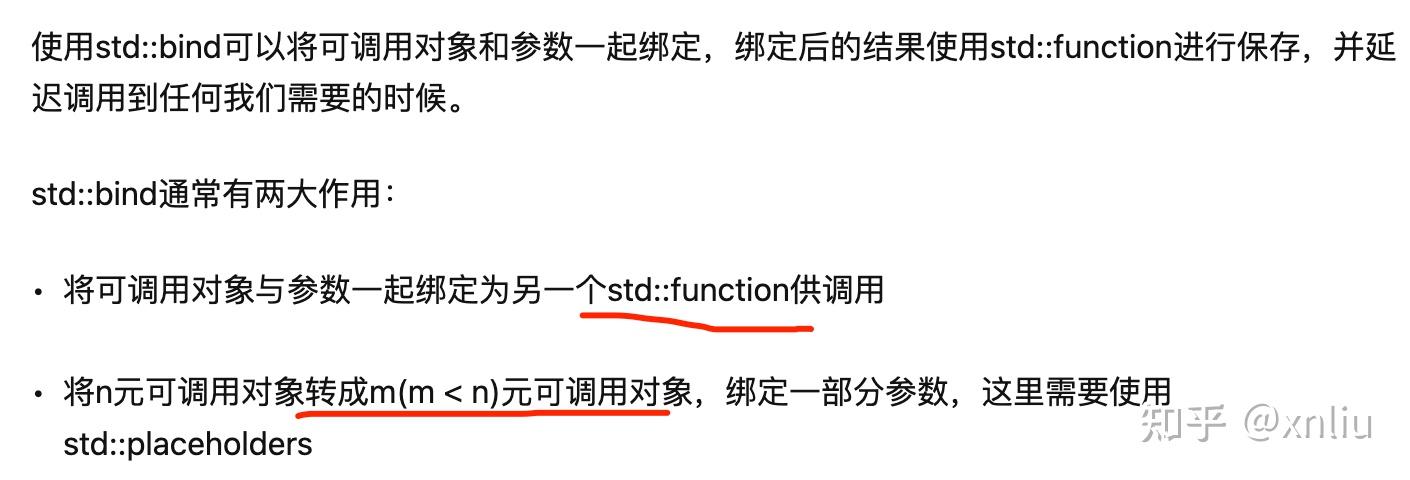 使用std::bind可以将可调用对象和参数一起绑定，绑定后的结果使用std::function进行保存，并延
迟调用到任何我们需要的时候。
std::bind通常有两大作用：
• 将可调用对象与参数一起绑定为另一个std::function供调用
• 将n元可调用对象转成m(m < n)元可调用对象，绑定一部分参数，这里需要使用
std::placeholders
知乎 @xnliu